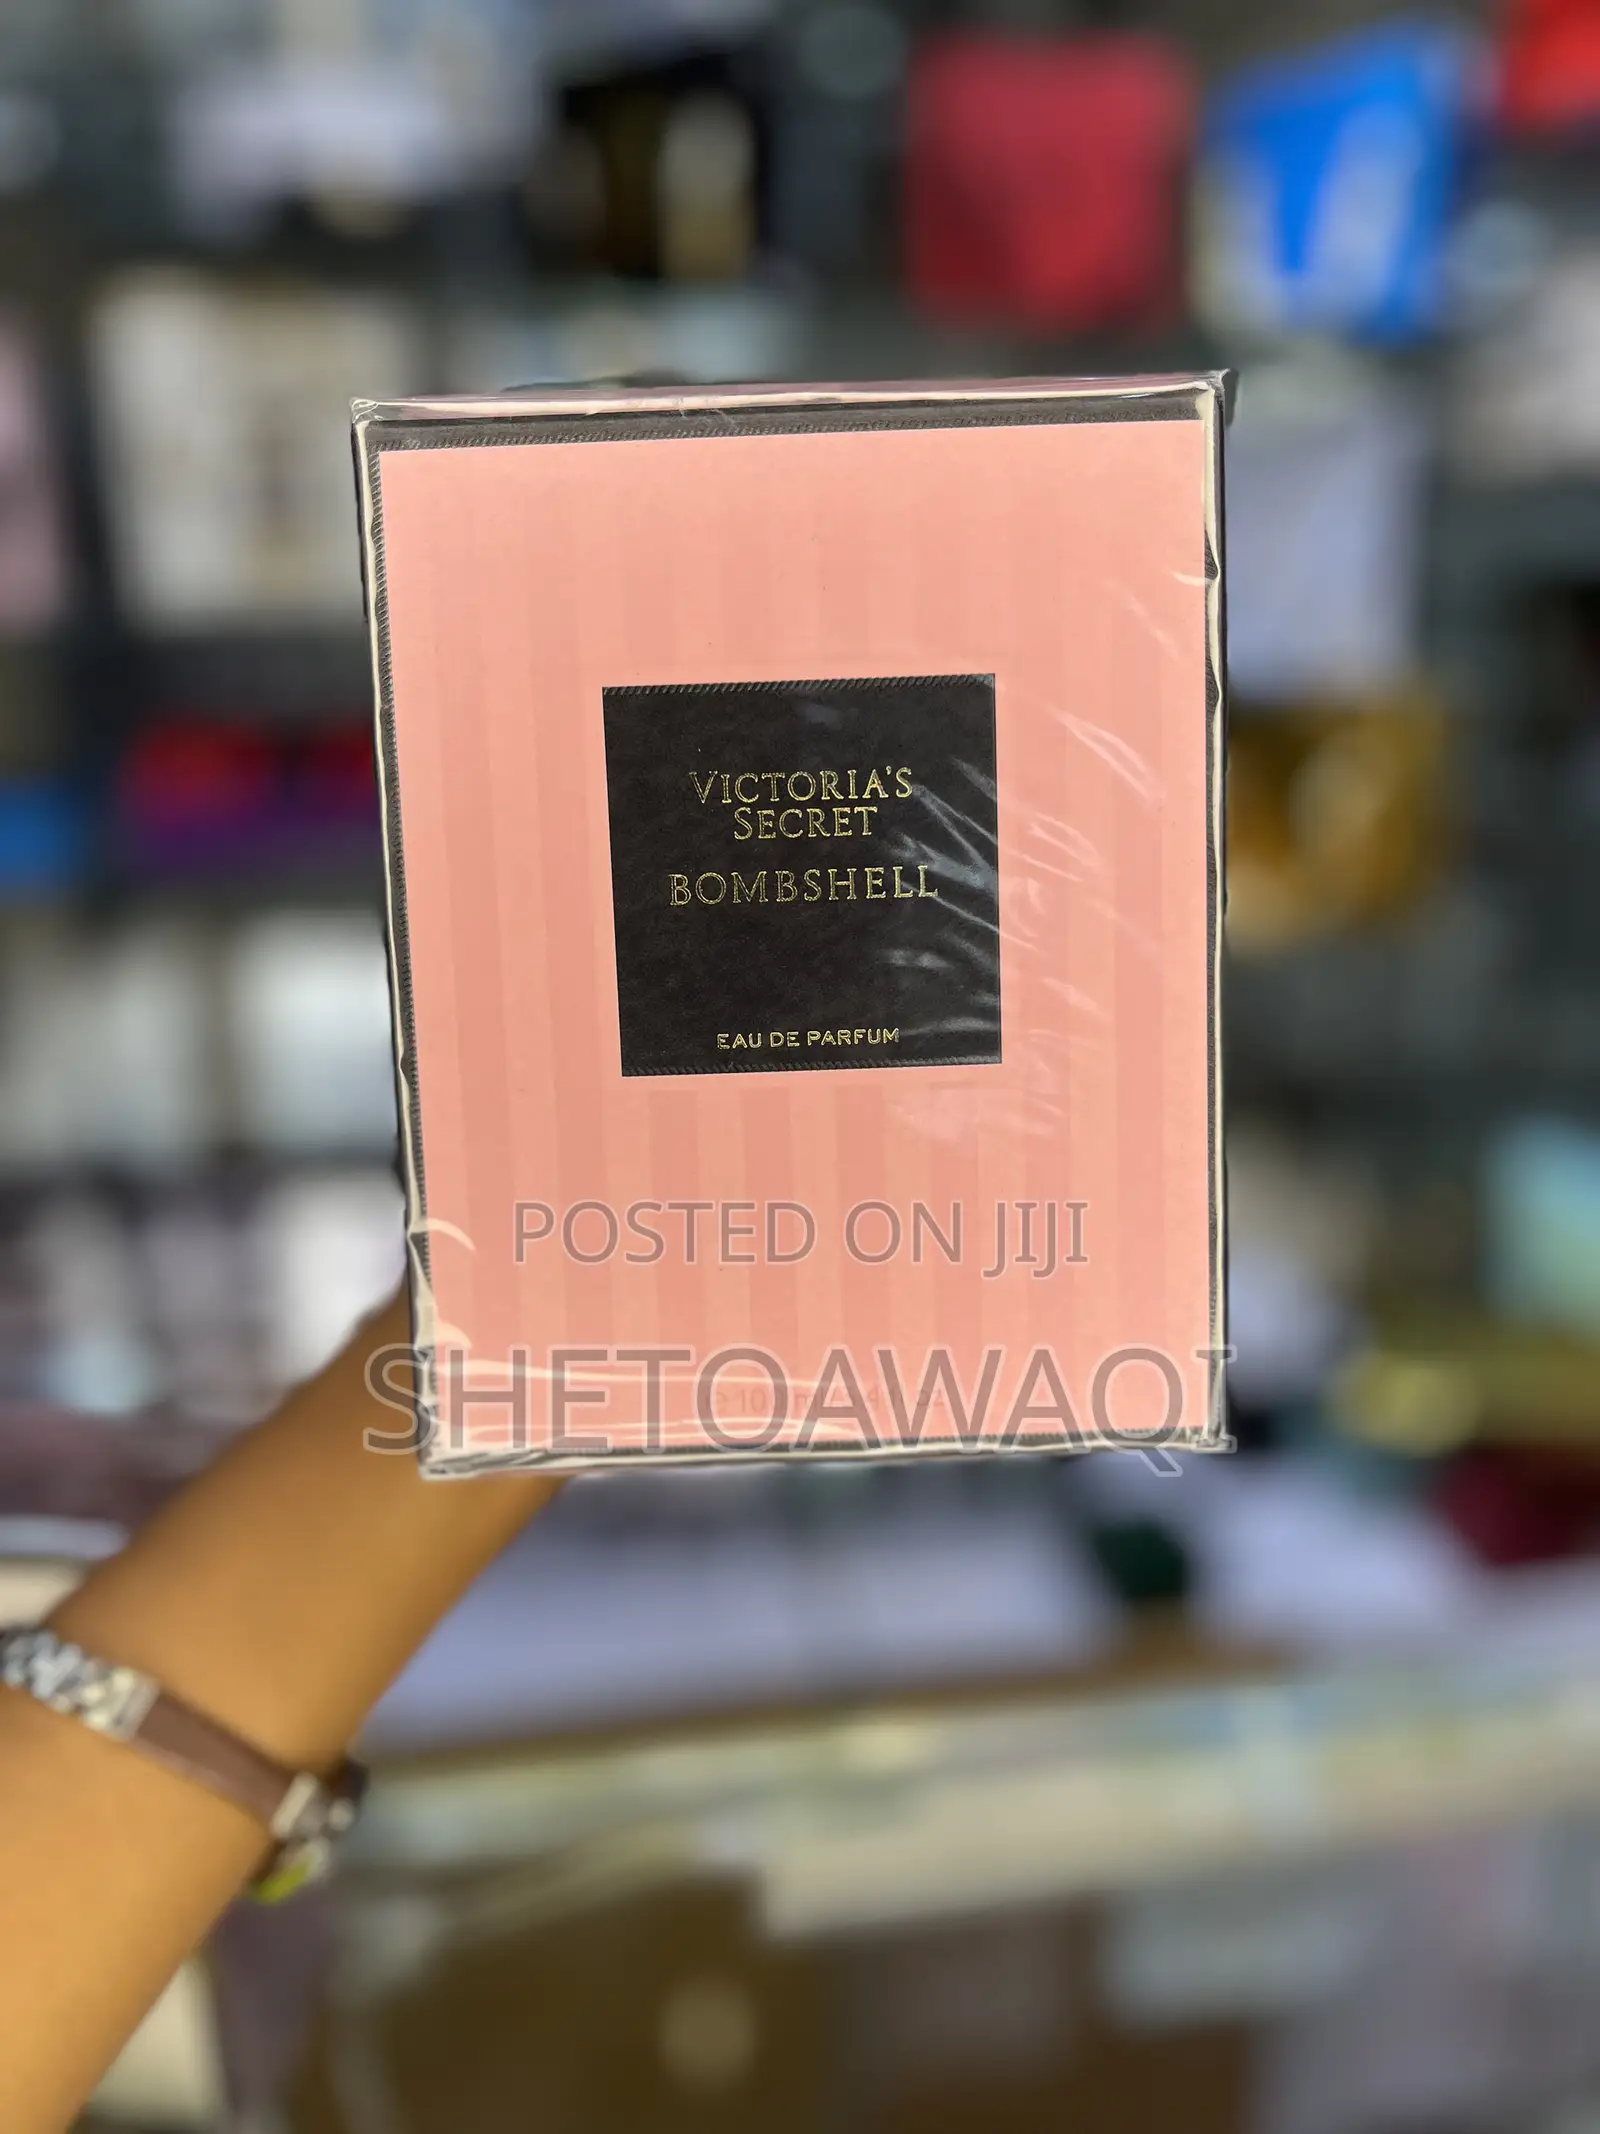 VICTORIA'S
SECRET
BOMBSHELL
EAU DE PARFUM
POSTED ON JIJI
SHETOAWAQI